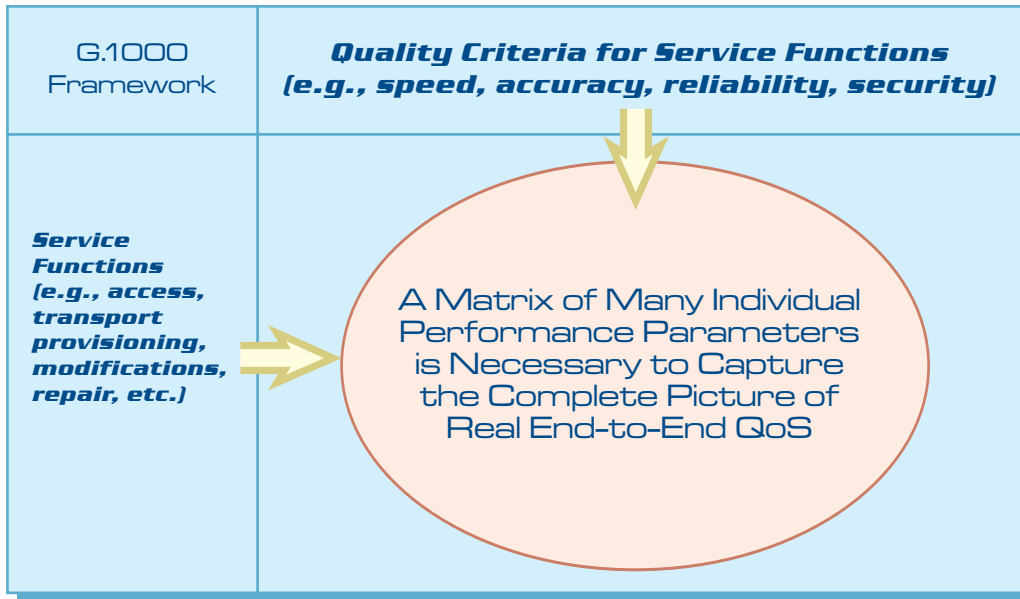 G.1000
Framework
Quality Criteria for Service Functions
(e.g., speed, accuracy, reliability, security)
Service
Functions
(e.g., access,
transport
provisioning,
modifications,
repair, etc.)
A Matrix of Many Individual
Performance Parameters
is Necessary to Capture
the Complete Picture of
Real End-to-End QoS